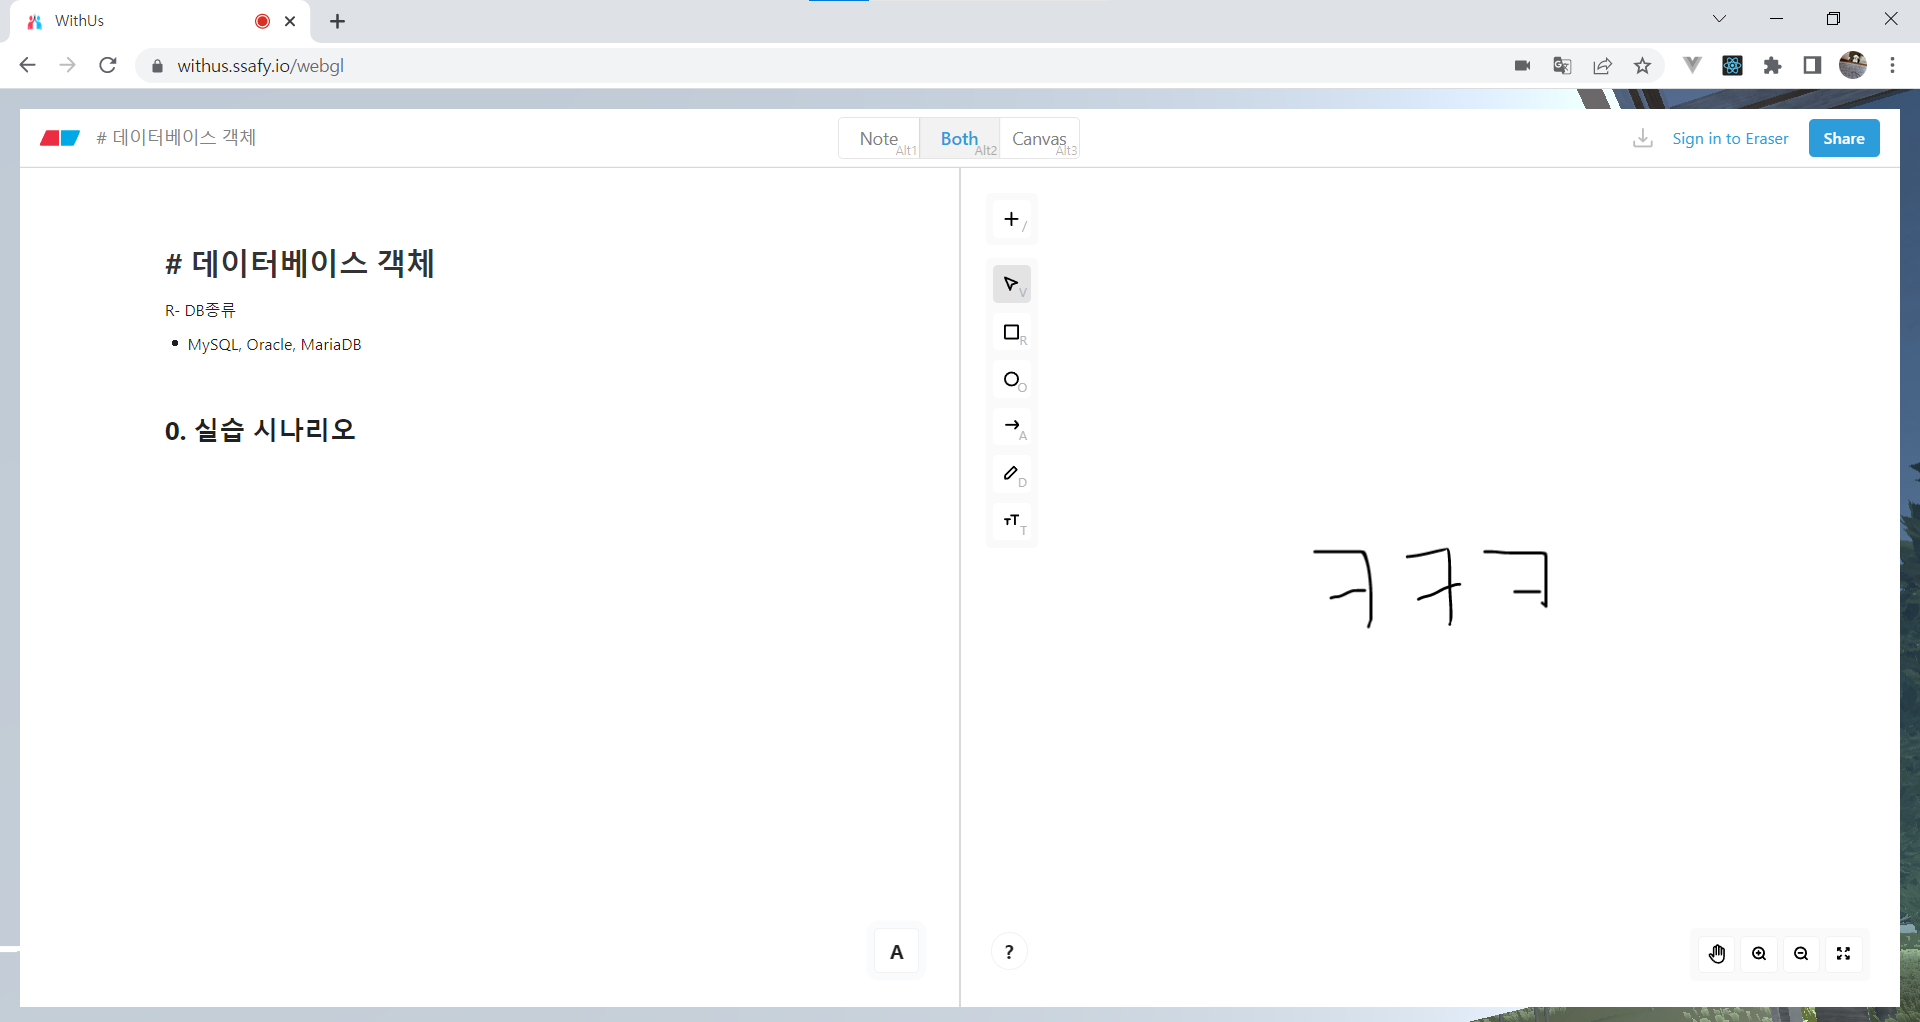 WithUs
withus.ssafy.io/webgl
# 데이터베이스 객체
Note Alt1
Both Alt2
Canvas Alt3
Sign in to Eraser
Share
# 데이터베이스 객체
R- DB종류
MySQL, Oracle, MariaDB
0. 실습 시나리오
/
V
R
O
A
D
TT T
ㅋㅋㅋ
A
?